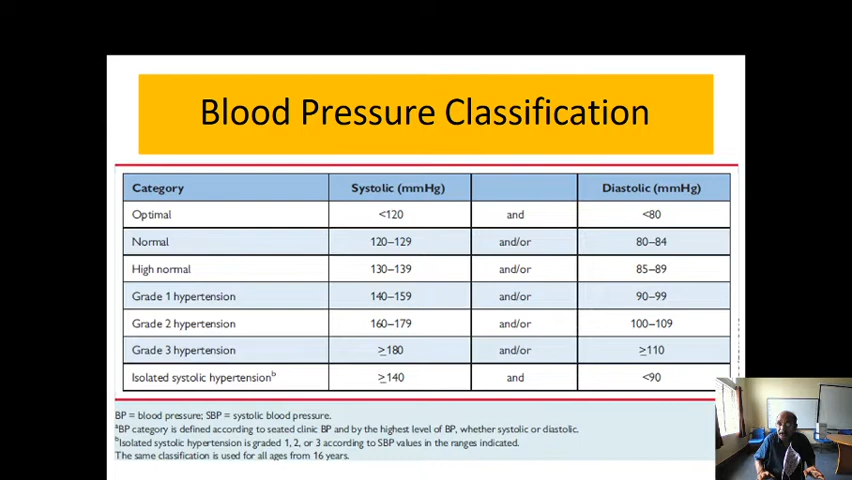 Blood Pressure Classification
Category Systolic (mmHg) Diastolic (mmHg)
Optimal <120 and <80
Normal 120–129 and/or 80–84
High normal 130–139 and/or 85–89
Grade 1 hypertension 140–159 and/or 90–99
Grade 2 hypertension 160–179 and/or 100–109
Grade 3 hypertension ≥180 and/or ≥110
Isolated systolic hypertensionᵇ ≥140 and <90
BP = blood pressure; SBP = systolic blood pressure.
ᵃBP category is defined according to seated clinic BP and by the highest level of BP, whether systolic or diastolic.
ᵇIsolated systolic hypertension is graded 1, 2, or 3 according to SBP values in the ranges indicated.
The same classification is used for all ages from 16 years.